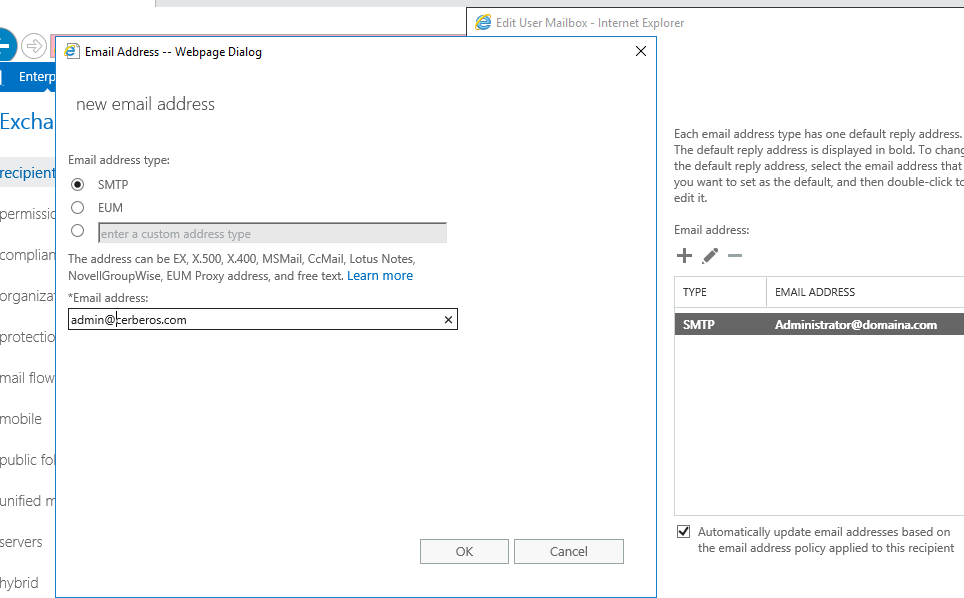 Edit User Mailbox - Internet Explorer
Email Address -- Webpage Dialog
Enterp
new email address
Excha
Each email address type has one default reply address.
The default reply address is displayed in bold. To chang
the default reply address, select the email address that
you want to set as the default, and then double-click to
edit it.
Email address:
TYPE
EMAIL ADDRESS
SMTP
Administrator@domaina.com
Automatically update email addresses based on
the email address policy applied to this recipient
Email address type:
SMTP
EUM
enter a custom address type
The address can be EX, X.500, X.400, MSMail, CcMail, Lotus Notes,
NovellGroupWise, EUM Proxy address, and free text. Learn more
*Email address:
admin@cerberos.com
OK
Cancel
recipient
permissio
complian
organizat
protectio
mail flow
mobile
public fol
unified m
servers
hybrid